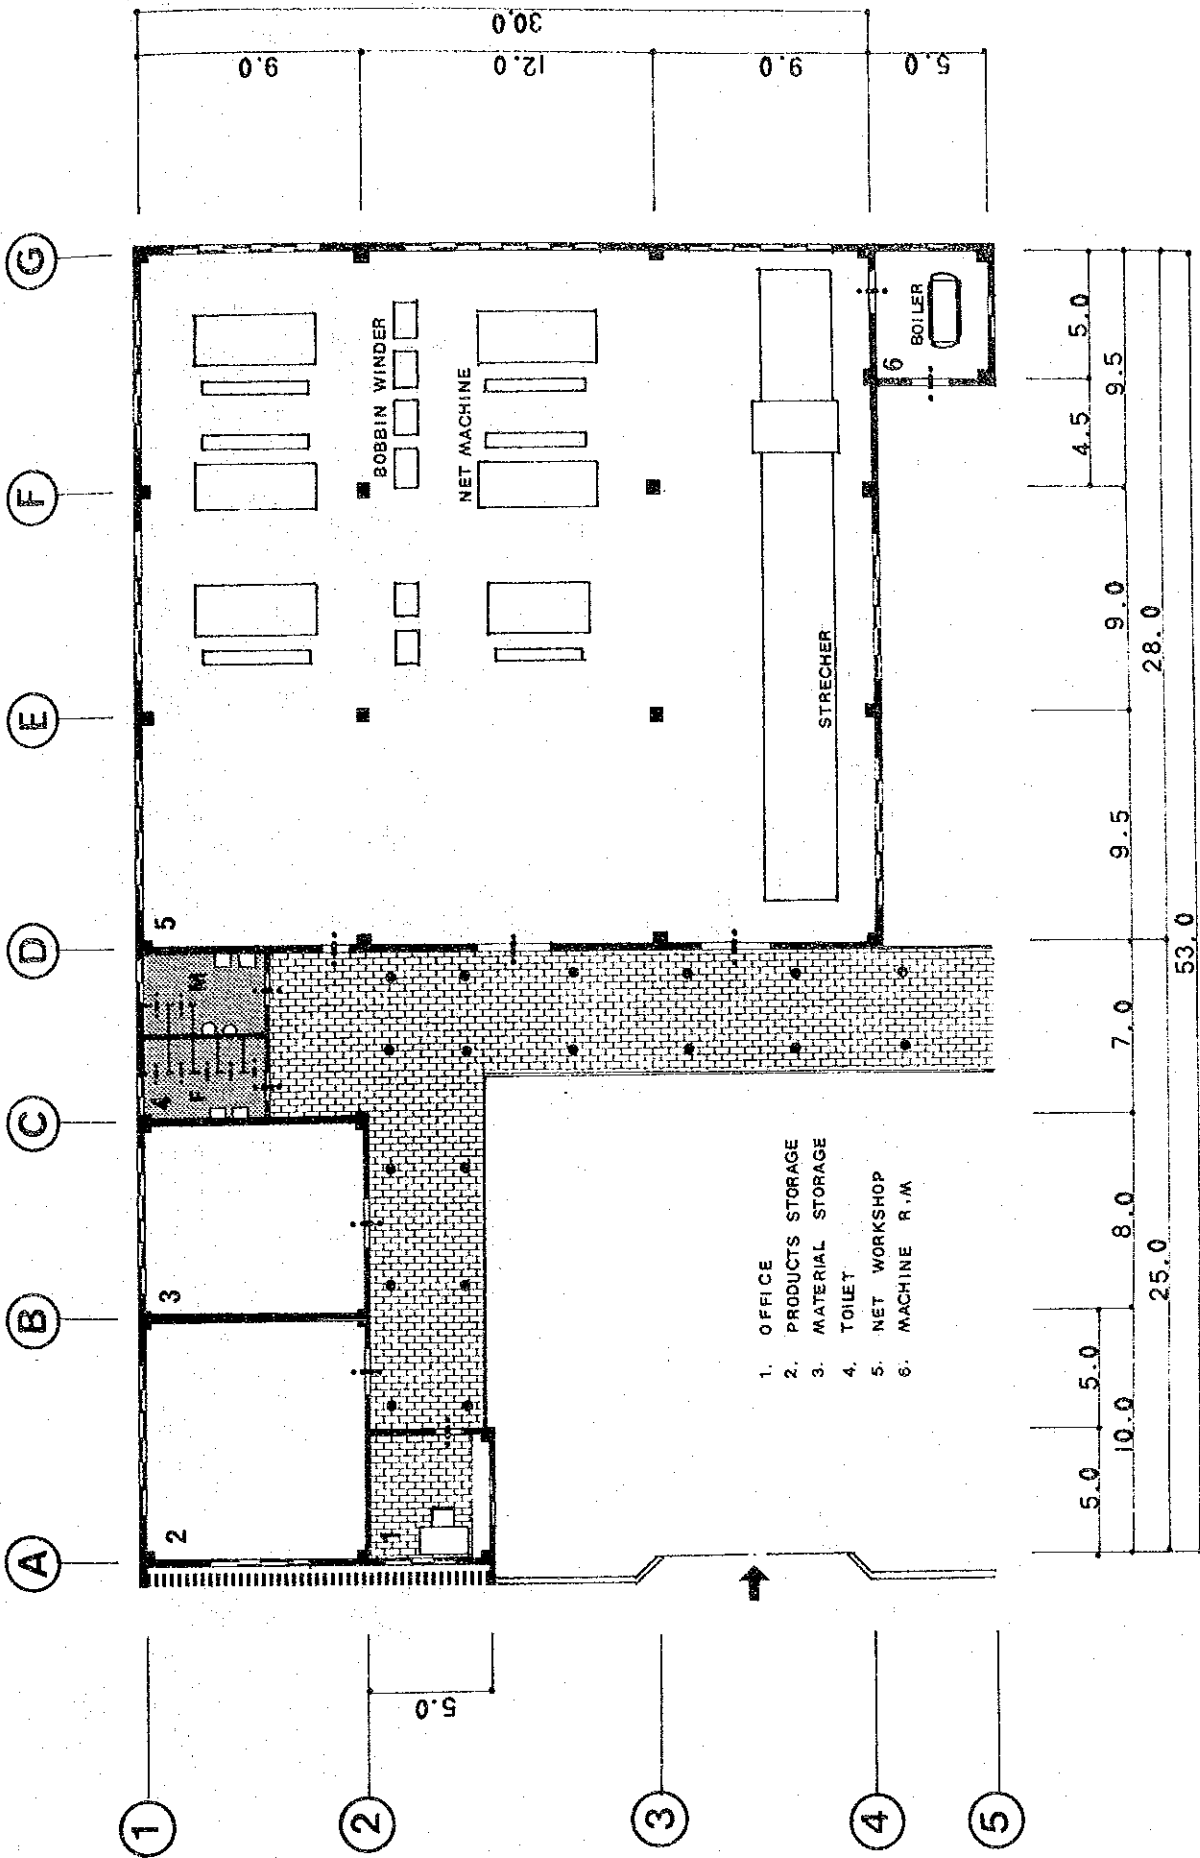 A
B
C
D
E
F
G
1
2
3
4
5
30.0
9.0
12.0
9.0
5.0
5.0
2
3
4
F
M
5
1
6
BOBBIN WINDER
NET MACHINE
STRECHER
BOILER
1. OFFICE
2. PRODUCTS STORAGE
3. MATERIAL STORAGE
4. TOILET
5. NET WORKSHOP
6. MACHINE R.M
5.0
5.0
4.5
5.0
10.0
8.0
7.0
9.5
9.0
9.5
25.0
28.0
53.0